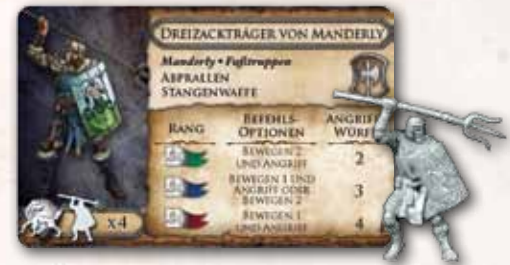 DREIZACKTRÄGER VON MANDERLY
Manderly • Fußtruppen
ABPRALLEN
STANGENWAFFE
RANG
BEFEHLS-
OPTIONEN
ANGRIFF
WÜRF
BEWEGEN 2
UND ANGRIFF
2
BEWEGEN 1 UND
ANGRIFF ODER
BEWEGEN 2
3
BEWEGEN 1
UND ANGRIFF
4
x4